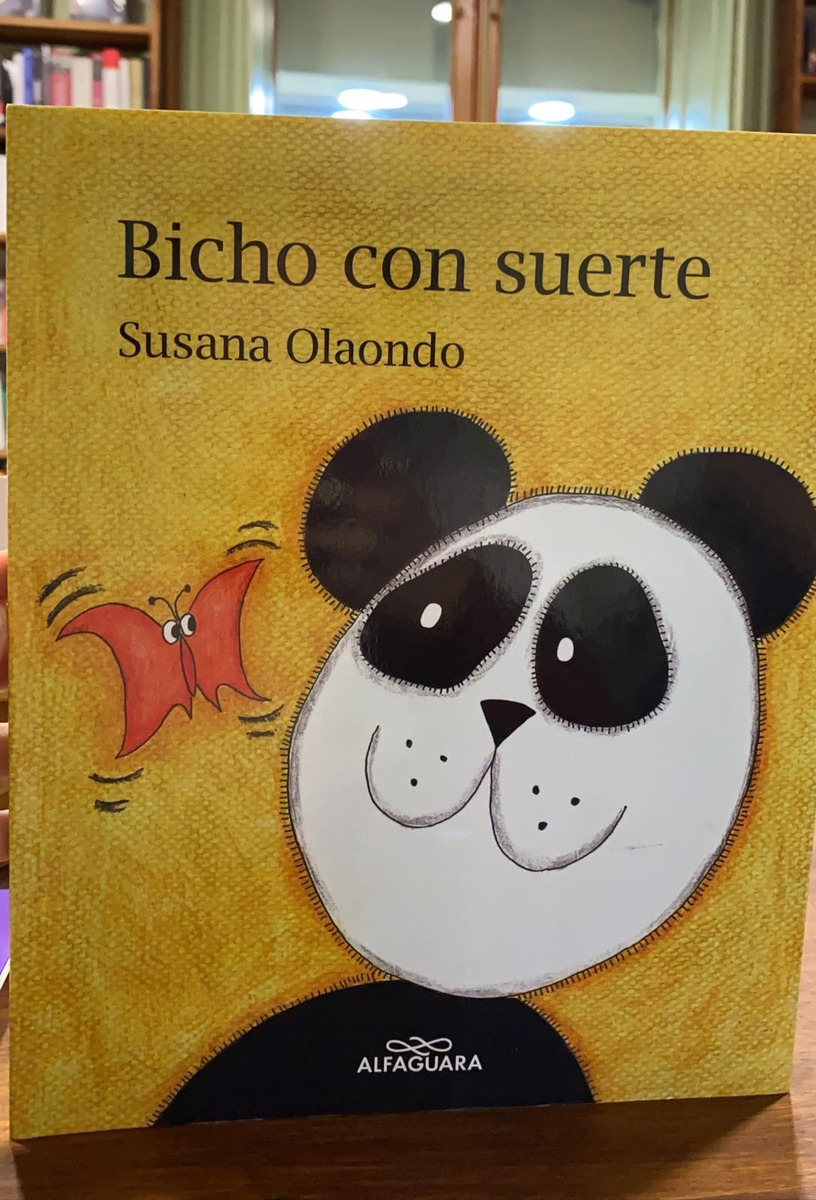 Bicho con suerte
Susana Olaondo
ALFAGUARA